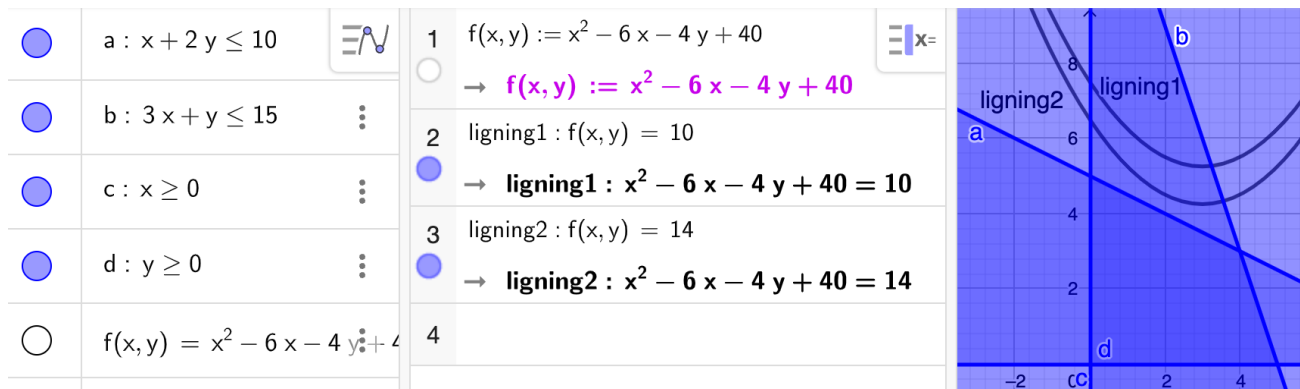 a : x + 2 y ≤ 10
b : 3 x + y ≤ 15
c : x ≥ 0
d : y ≥ 0
f(x, y) = x² − 6 x − 4 y + 4
x=
1 f(x, y) := x² − 6 x − 4 y + 40
→ f(x, y) := x² − 6 x − 4 y + 40
2 ligning1 : f(x, y) = 10
→ ligning1 : x² − 6 x − 4 y + 40 = 10
3 ligning2 : f(x, y) = 14
→ ligning2 : x² − 6 x − 4 y + 40 = 14
4
b
8
ligning1
ligning2
a
6
4
2
d
−2 c 2 4